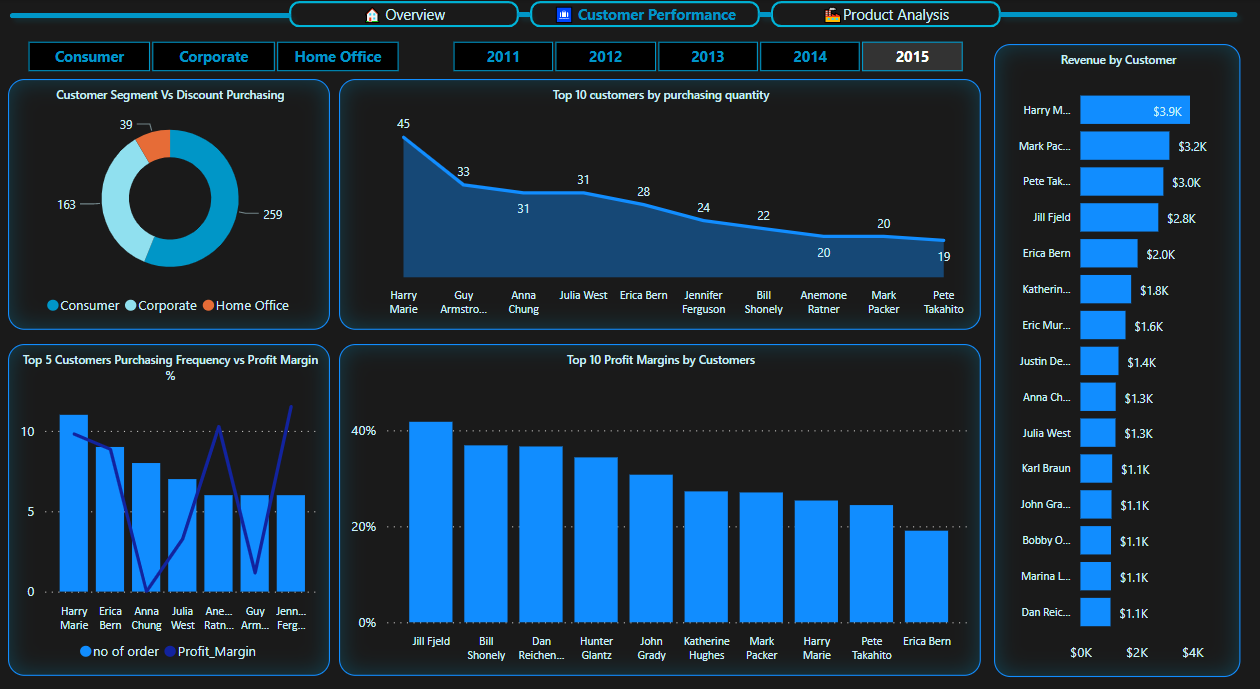 Overview
Customer Performance
Product Analysis
Consumer
Corporate
Home Office
2011
2012
2013
2014
2015
Customer Segment Vs Discount Purchasing
39
163
259
Consumer
Corporate
Home Office
Top 10 customers by purchasing quantity
45
33
31
31
28
24
22
20
20
19
Harry
Marie
Guy
Armstro...
Anna
Chung
Julia West
Erica Bern
Jennifer
Ferguson
Bill
Shonely
Anemone
Ratner
Mark
Packer
Pete
Takahito
Top 5 Customers Purchasing Frequency vs Profit Margin
%
10
5
0
Harry
Marie
Erica
Bern
Anna
Chung
Julia
West
Ane...
Ratn...
Guy
Arm...
Jenn...
Ferg...
no of order
Profit_Margin
Top 10 Profit Margins by Customers
40%
20%
0%
Jill Fjeld
Bill
Shonely
Dan
Reichen...
Hunter
Glantz
John
Grady
Katherine
Hughes
Mark
Packer
Harry
Marie
Pete
Takahito
Erica Bern
Revenue by Customer
Harry M... $3.9K
Mark Pac... $3.2K
Pete Tak... $3.0K
Jill Fjeld $2.8K
Erica Bern $2.0K
Katherin... $1.8K
Eric Mur... $1.6K
Justin De... $1.4K
Anna Ch... $1.3K
Julia West $1.3K
Karl Braun $1.1K
John Gra... $1.1K
Bobby O... $1.1K
Marina L... $1.1K
Dan Reic... $1.1K
$0K $2K $4K